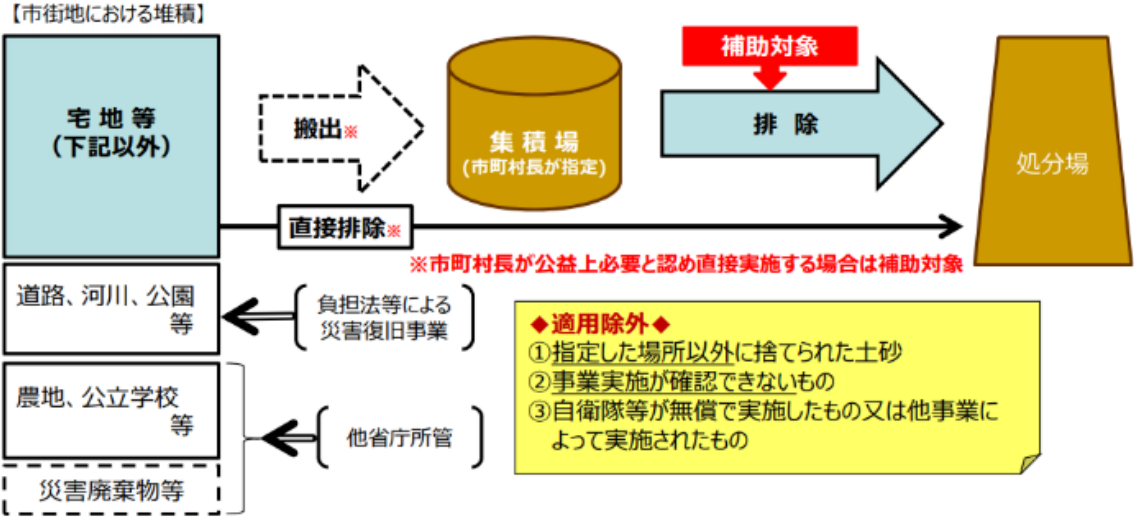 【市街地における堆積】
宅地等
（下記以外）
搬出※
集積場
(市町村長が指定)
補助対象
排除
処分場
直接排除※
※市町村長が公益上必要と認め直接実施する場合は補助対象
道路、河川、公園
等
負担法等による
災害復旧事業
農地、公立学校
等
他省庁所管
災害廃棄物等
◆適用除外◆
①指定した場所以外に捨てられた土砂
②事業実施が確認できないもの
③自衛隊等が無償で実施したもの又は他事業に
よって実施されたもの